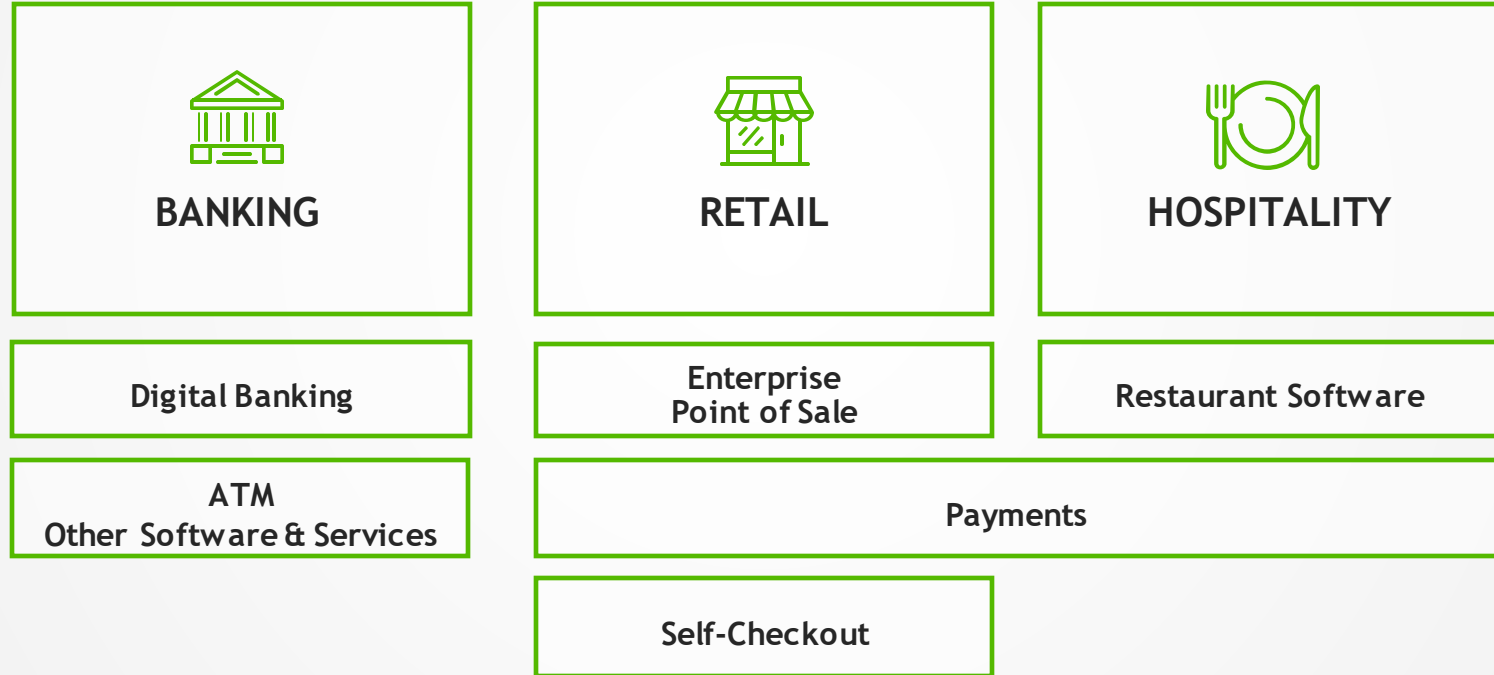 BANKING
RETAIL
HOSPITALITY
Digital Banking
Enterprise
Point of Sale
Restaurant Software
ATM
Other Software & Services
Payments
Self-Checkout